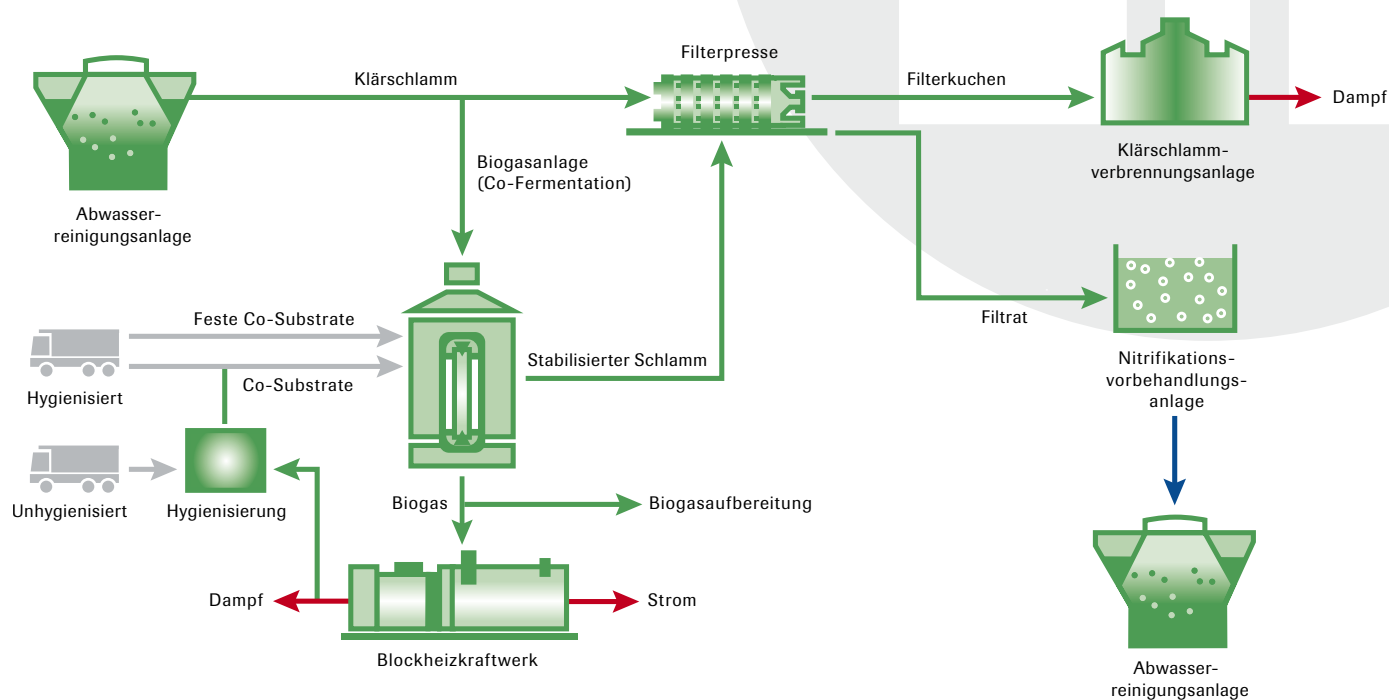 Filterpresse
Klärschlamm
Filterkuchen
Dampf
Klärschlamm-
verbrennungsanlage
Biogasanlage
(Co-Fermentation)
Abwasser-
reinigungsanlage
Feste Co-Substrate
Filtrat
Stabilisierter Schlamm
Co-Substrate
Hygienisiert
Nitrifikations-
vorbehandlungs-
anlage
Unhygienisiert
Hygienisierung
Biogas
Biogasaufbereitung
Dampf
Strom
Blockheizkraftwerk
Abwasser-
reinigungsanlage